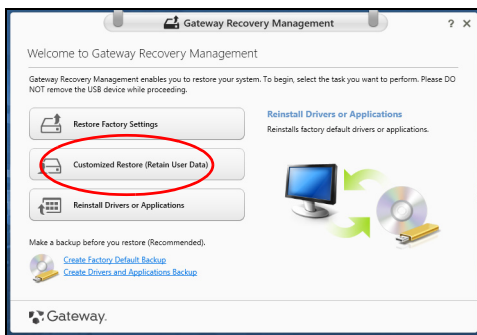 Gateway Recovery Management
? X
Welcome to Gateway Recovery Management
Gateway Recovery Management enables you to restore your system. To begin, select the task you want to perform. Please DO
NOT remove the USB device while proceeding.
Restore Factory Settings
Customized Restore (Retain User Data)
Reinstall Drivers or Applications
Reinstall Drivers or Applications
Reinstalls factory default drivers or applications.
Make a backup before you restore (Recommended).
Create Factory Default Backup
Create Drivers and Applications Backup
Gateway.